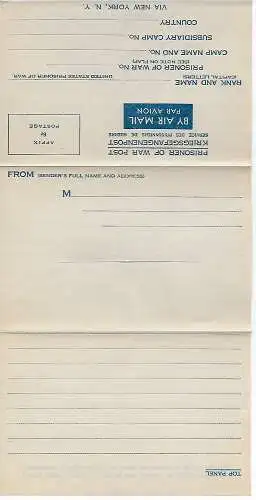 PRISONER OF WAR POST
KRIEGSGEFANGENENPOST
SERVICE DES PRISONNIERS DE GUERRE
BY AIR MAIL
PAR AVION
AFFIX
POSTAGE
RANK AND NAME
(CAPITAL LETTERS)
UNITED STATES PRISONER OF WAR
PRISONER OF WAR No.
(SEE NOTE ON FLAP)
CAMP NAME AND No.
SUBSIDIARY CAMP No.
COUNTRY
VIA NEW YORK, N. Y.
FROM (SENDER'S FULL NAME AND ADDRESS)
M
TOP PANEL